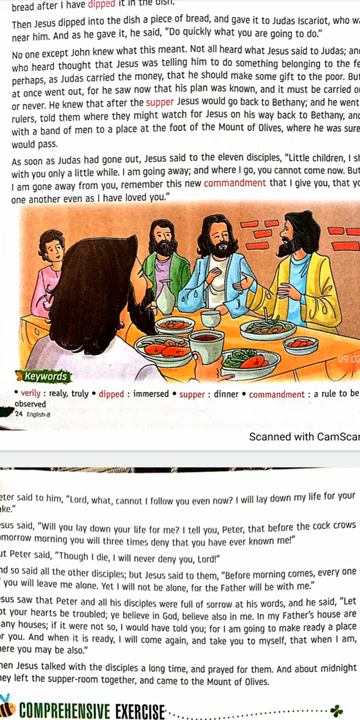 bread after I have dipped it in the dish."
Then Jesus dipped into the dish a piece of bread, and gave it to Judas Iscariot, who w
near him. And as he gave it, he said, "Do quickly what you are going to do."
No one except John knew what this meant. Not all heard what Jesus said to Judas; an
who heard thought that Jesus was telling him to do something belonging to the fe
perhaps, as Judas carried the money, that he should make some gift to the poor. But
at once went out, for he saw now that his plan was known, and it must be carried o
or never. He knew that after the supper Jesus would go back to Bethany; and he went
rulers, told them where they might watch for Jesus on his way back to Bethany, and
with a band of men to a place at the foot of the Mount of Olives, where he was sure
would pass.
As soon as Judas had gone out, Jesus said to the eleven disciples, "Little children, I sh
with you only a little while. I am going away; and where I go, you cannot come now. But
I am gone away from you, remember this new commandment that I give you, that yo
one another even as I have loved you."
09:02
Keywords
• verily : realy, truly • dipped : immersed • supper : dinner • commandment : a rule to be
observed
24 English-8
Scanned with CamScan
eter said to him, "Lord, what, cannot I follow you even now? I will lay down my life for your
ake."
sus said, "Will you lay down your life for me? I tell you, Peter, that before the cock crows
omorrow morning you will three times deny that you have ever known me!"
ut Peter said, "Though I die, I will never deny you, Lord!"
nd so said all the other disciples; but Jesus said to them, "Before morning comes, every one
you will leave me alone. Yet I will not be alone, for the Father will be with me."
sus saw that Peter and all his disciples were full of sorrow at his words, and he said, "Let
ot your hearts be troubled; ye believe in God, believe also in me. In my Father's house are
any houses; if it were not so, I would have told you; for I am going to make ready a place
r you. And when it is ready, I will come again, and take you to myself, that when I am,
ere you may be also."
hen Jesus talked with the disciples a long time, and prayed for them. And about midnight
ey left the supper-room together, and came to the Mount of Olives.
COMPREHENSIVE EXERCISE